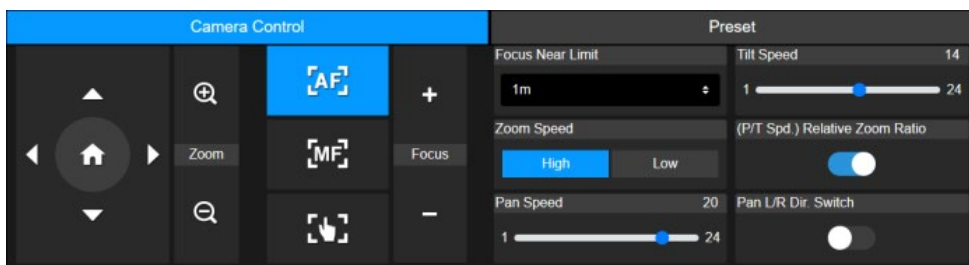 Camera Control
Preset
AF
+
Zoom
MF
Focus
−
Focus Near Limit
1m
Tilt Speed 14
1 24
Zoom Speed
High Low
(P/T Spd.) Relative Zoom Ratio
Pan Speed 20
1 24
Pan L/R Dir. Switch